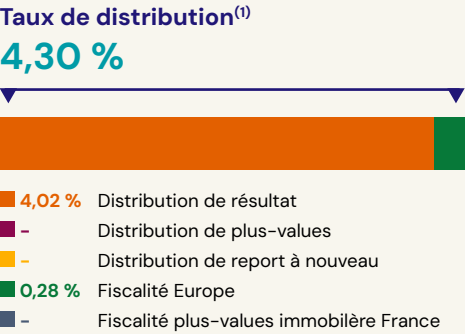 Taux de distribution(1)
4,30 %
4,02 % Distribution de résultat
- Distribution de plus-values
- Distribution de report à nouveau
0,28 % Fiscalité Europe
- Fiscalité plus-values immobilère France